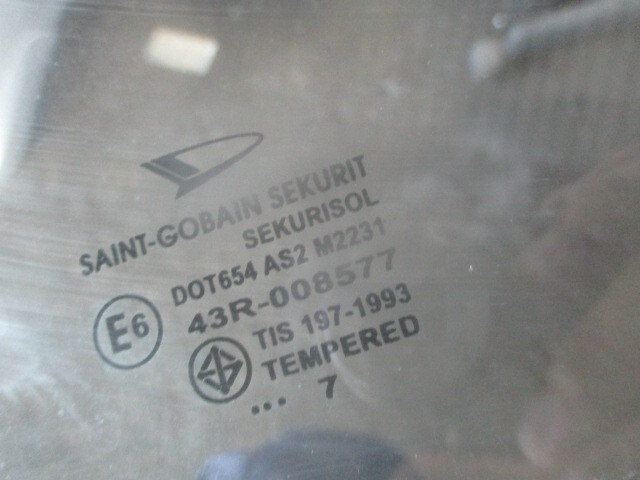 SAINT-GOBAIN SEKURIT
SEKURISOL
DOT654 AS2 M2231
E6 43R-008577
TIS 197-1993
TEMPERED
... 7